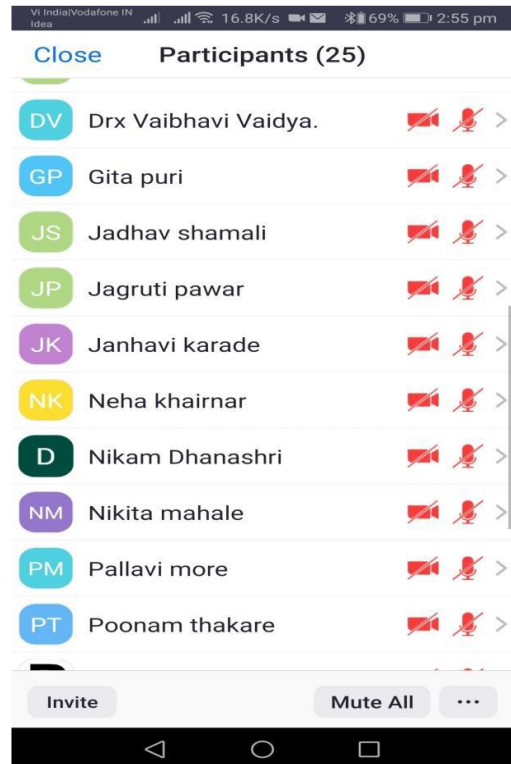 Vi India|Vodafone IN
Idea
16.8K/s
69%
2:55 pm
Close
Participants (25)
DV Drx Vaibhavi Vaidya.
GP Gita puri
JS Jadhav shamali
JP Jagruti pawar
JK Janhavi karade
NK Neha khairnar
D Nikam Dhanashri
NM Nikita mahale
PM Pallavi more
PT Poonam thakare
Invite
Mute All
...